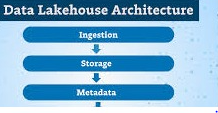 Data Lakehouse Architecture
Ingestion
Storage
Metadata